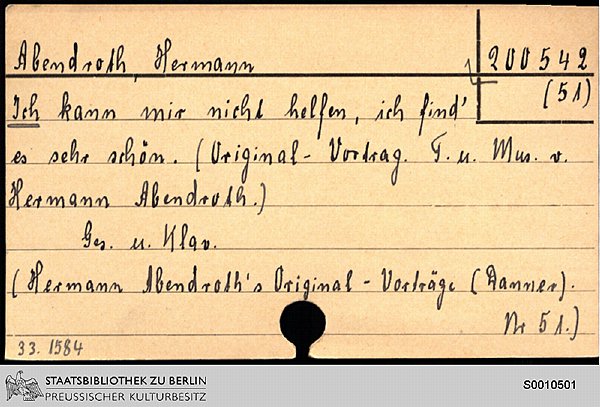 Abendroth, Hermann
200542
(51)
Ich kann mir nicht helfen, ich find'
es sehr schön. (Original-Vortrag. T. u. Mus. v.
Hermann Abendroth.)
Ges. u. Klav.
(Hermann Abendroth's Original-Vorträge (Danner).
Nr 51.)
33. 1584
STAATSBIBLIOTHEK ZU BERLIN
PREUSSISCHER KULTURBESITZ
S0010501